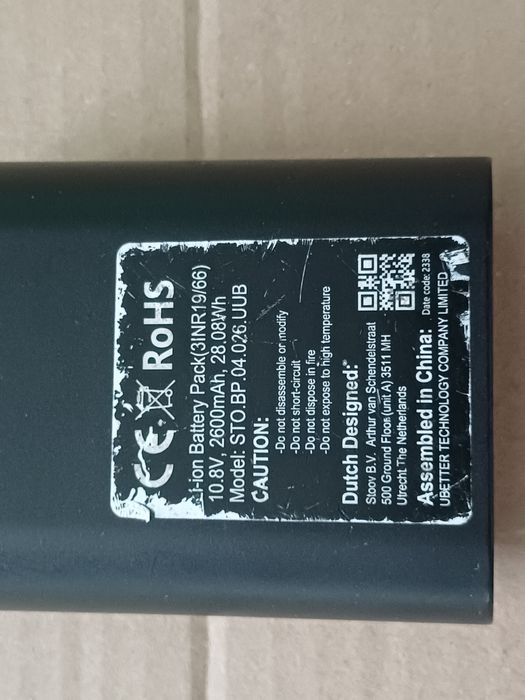 CE RoHS
Li-ion Battery Pack(3INR19/66)
10.8V, 2600mAh, 28.08Wh
Model: STO.BP.04.026.UUB
CAUTION:
-Do not disassemble or modify
-Do not short-circuit
-Do not dispose in fire
-Do not expose to high temperature
Dutch Designed:
Stoov B.V. Arthur van Schendelstraat
500 Ground Floor (unit A) 3511 MH
Utrecht The Netherlands
Assembled in China: Date code: 2338
UBETTER TECHNOLOGY COMPANY LIMITED